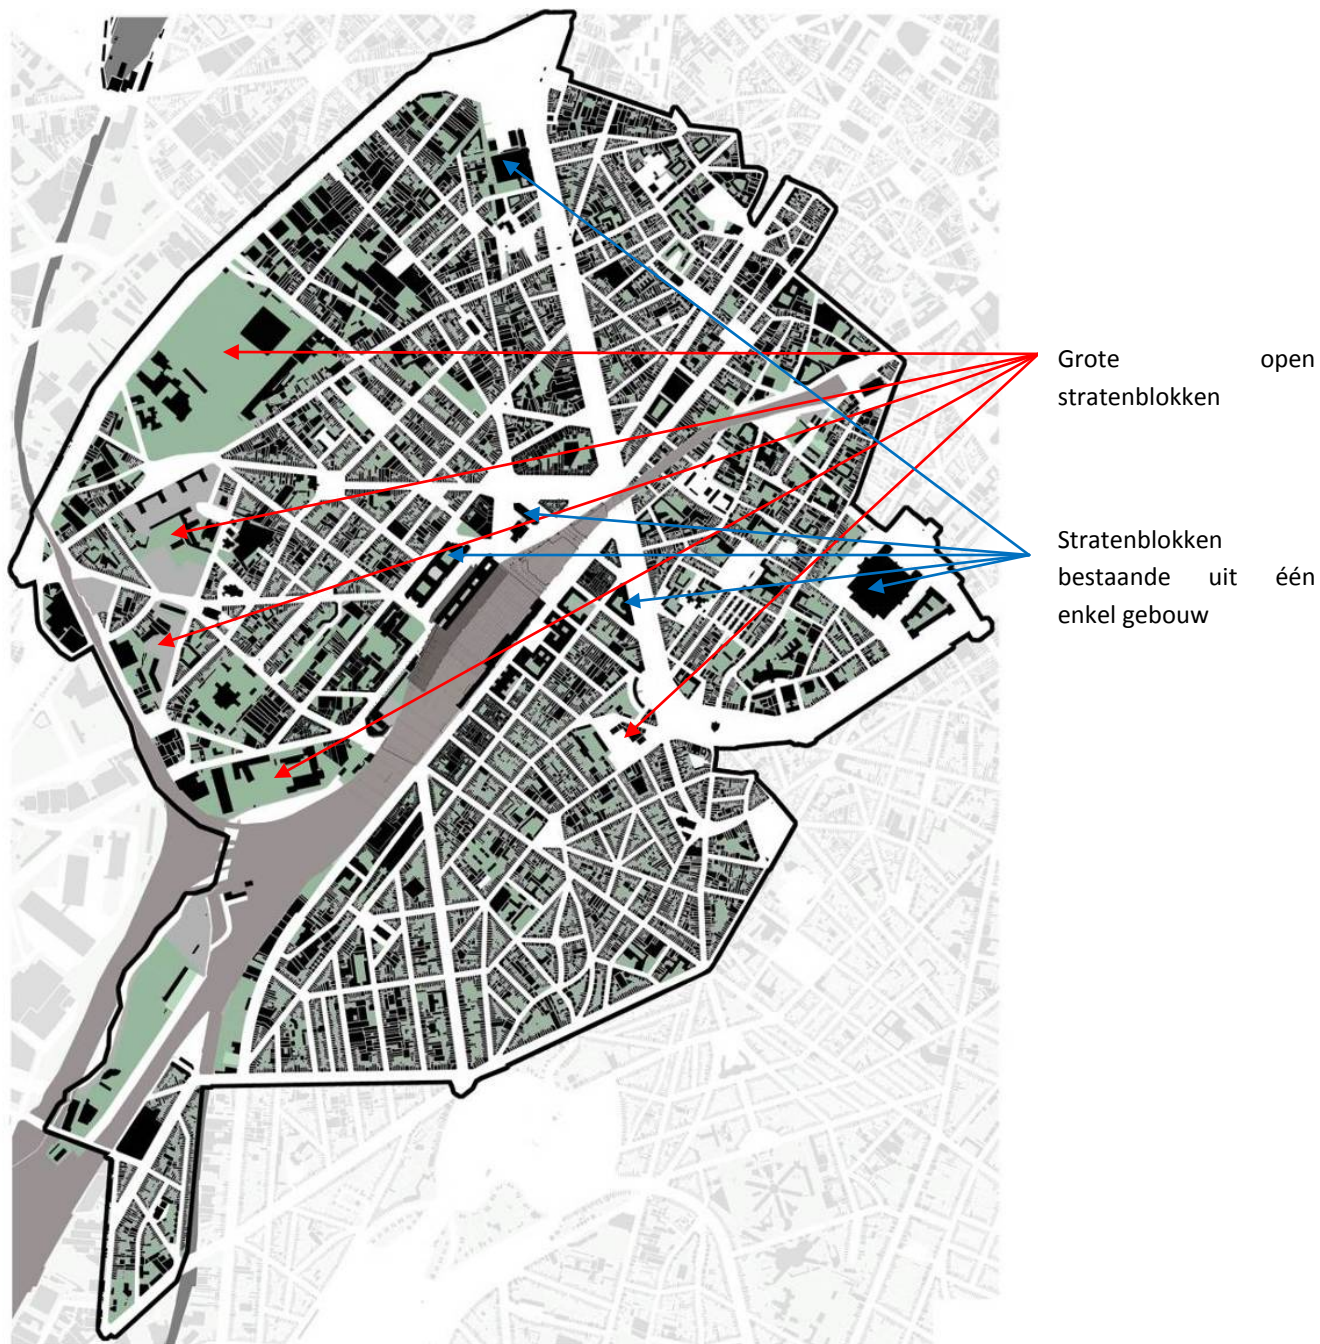 Grote open
stratenblokken
Stratenblokken
bestaande uit één
enkel gebouw